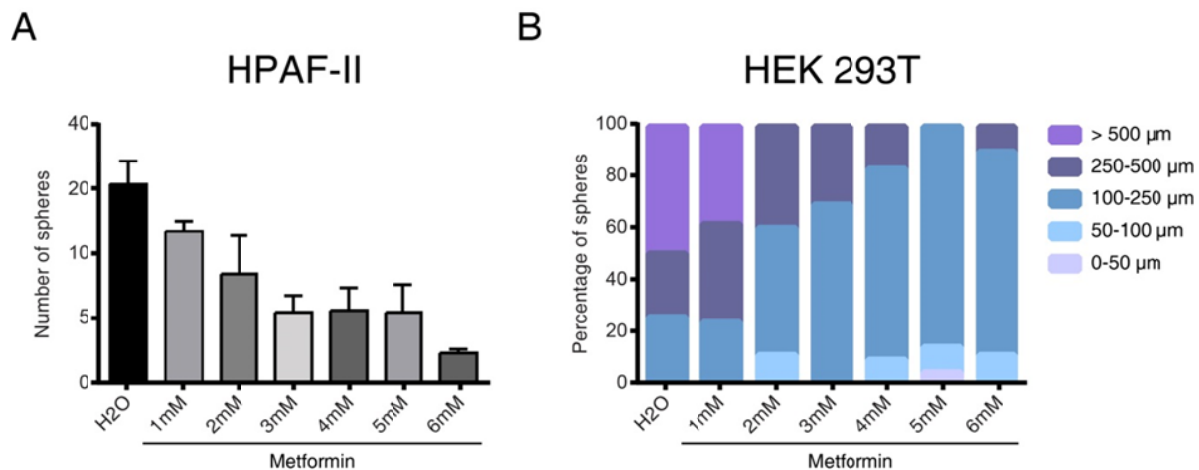 A
HPAF-II
Number of spheres
40
20
10
5
0
H2O
1mM
2mM
3mM
4mM
5mM
6mM
Metformin
B
HEK 293T
Percentage of spheres
100
80
60
40
20
0
H2O
1mM
2mM
3mM
4mM
5mM
6mM
Metformin
> 500 µm
250-500 µm
100-250 µm
50-100 µm
0-50 µm